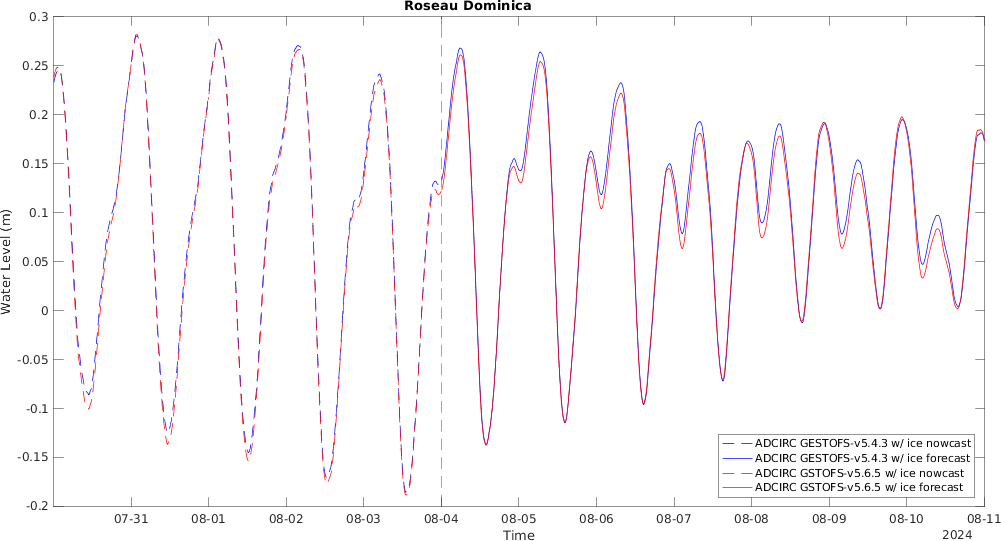 Roseau Dominica
0.3
0.25
0.2
0.15
0.1
0.05
0
-0.05
-0.1
-0.15
-0.2
Water Level (m)
07-31 08-01 08-02 08-03 08-04 08-05 08-06 08-07 08-08 08-09 08-10 08-11
2024
Time
ADCIRC GESTOFS-v5.4.3 w/ ice nowcast
ADCIRC GESTOFS-v5.4.3 w/ ice forecast
ADCIRC GSTOFS-v5.6.5 w/ ice nowcast
ADCIRC GSTOFS-v5.6.5 w/ ice forecast